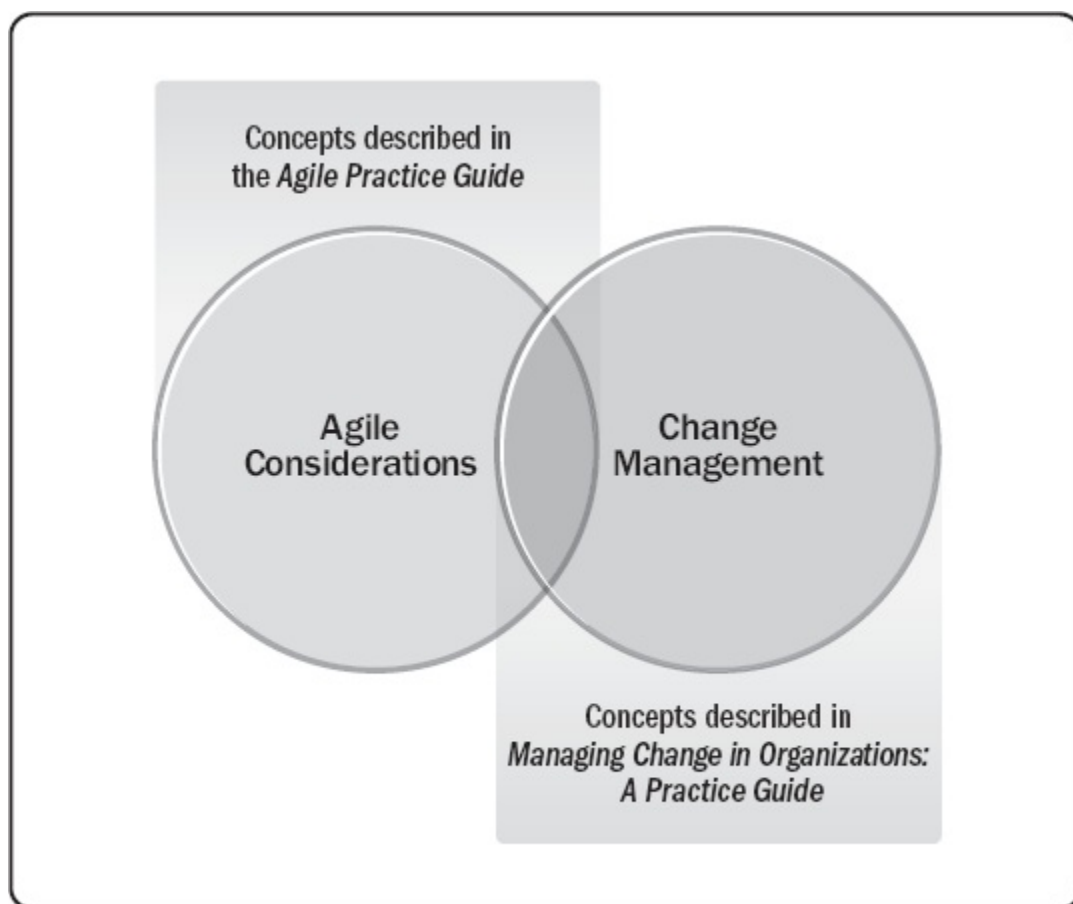 Concepts described in
the Agile Practice Guide
Agile
Considerations
Change
Management
Concepts described in
Managing Change in Organizations:
A Practice Guide